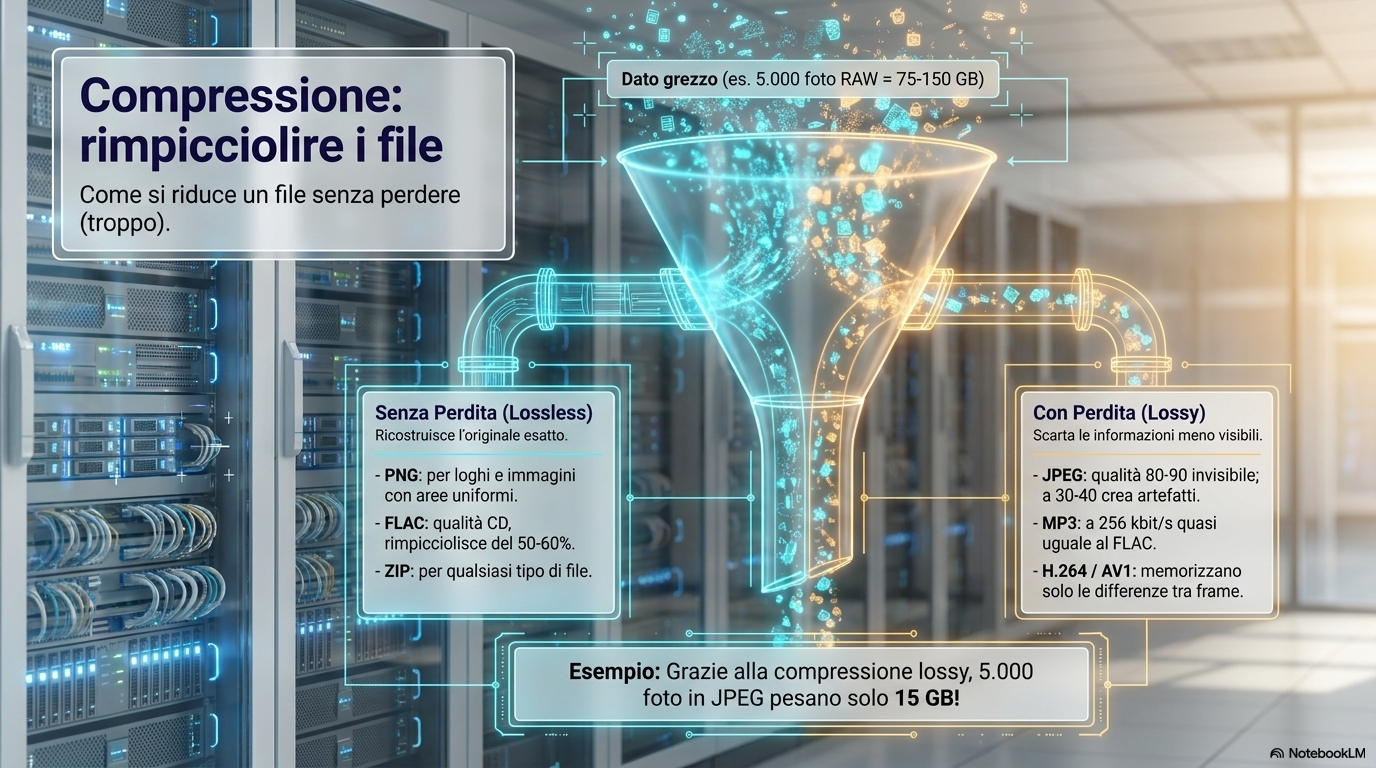 Compressione:
rimpicciolire i file
Come si riduce un file senza perdere
(troppo).
Dato grezzo (es. 5.000 foto RAW = 75-150 GB)
Senza Perdita (Lossless)
Ricostruisce l'originale esatto.
- PNG: per loghi e immagini
con aree uniformi.
- FLAC: qualità CD,
rimpicciolisce del 50-60%.
- ZIP: per qualsiasi tipo di file.
Con Perdita (Lossy)
Scarta le informazioni meno visibili.
- JPEG: qualità 80-90 invisibile;
a 30-40 crea artefatti.
- MP3: a 256 kbit/s quasi
uguale al FLAC.
- H.264 / AV1: memorizzano
solo le differenze tra frame.
Esempio: Grazie alla compressione lossy, 5.000
foto in JPEG pesano solo 15 GB!
NotebookLM